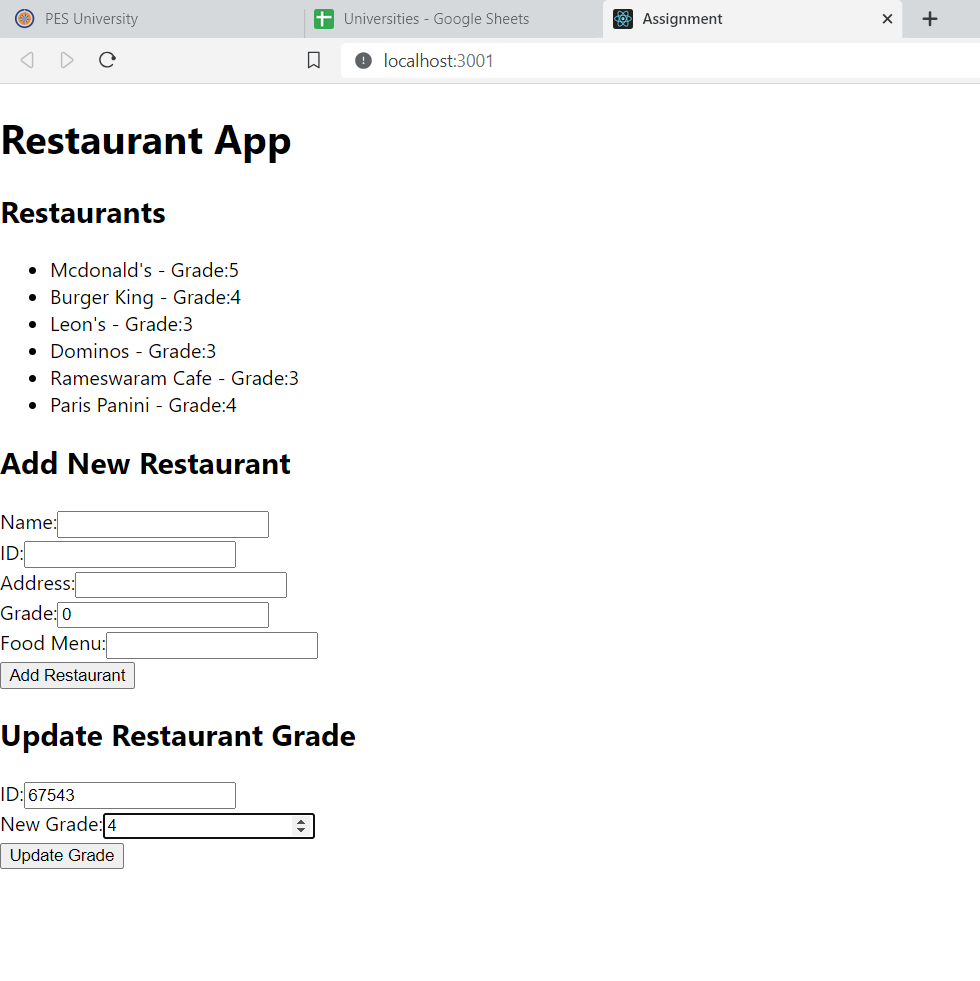 PES University
Universities - Google Sheets
Assignment
localhost:3001
Restaurant App
Restaurants
Mcdonald's - Grade:5
Burger King - Grade:4
Leon's - Grade:3
Dominos - Grade:3
Rameswaram Cafe - Grade:3
Paris Panini - Grade:4
Add New Restaurant
Name:
ID:
Address:
Grade:0
Food Menu:
Add Restaurant
Update Restaurant Grade
ID:67543
New Grade:4
Update Grade